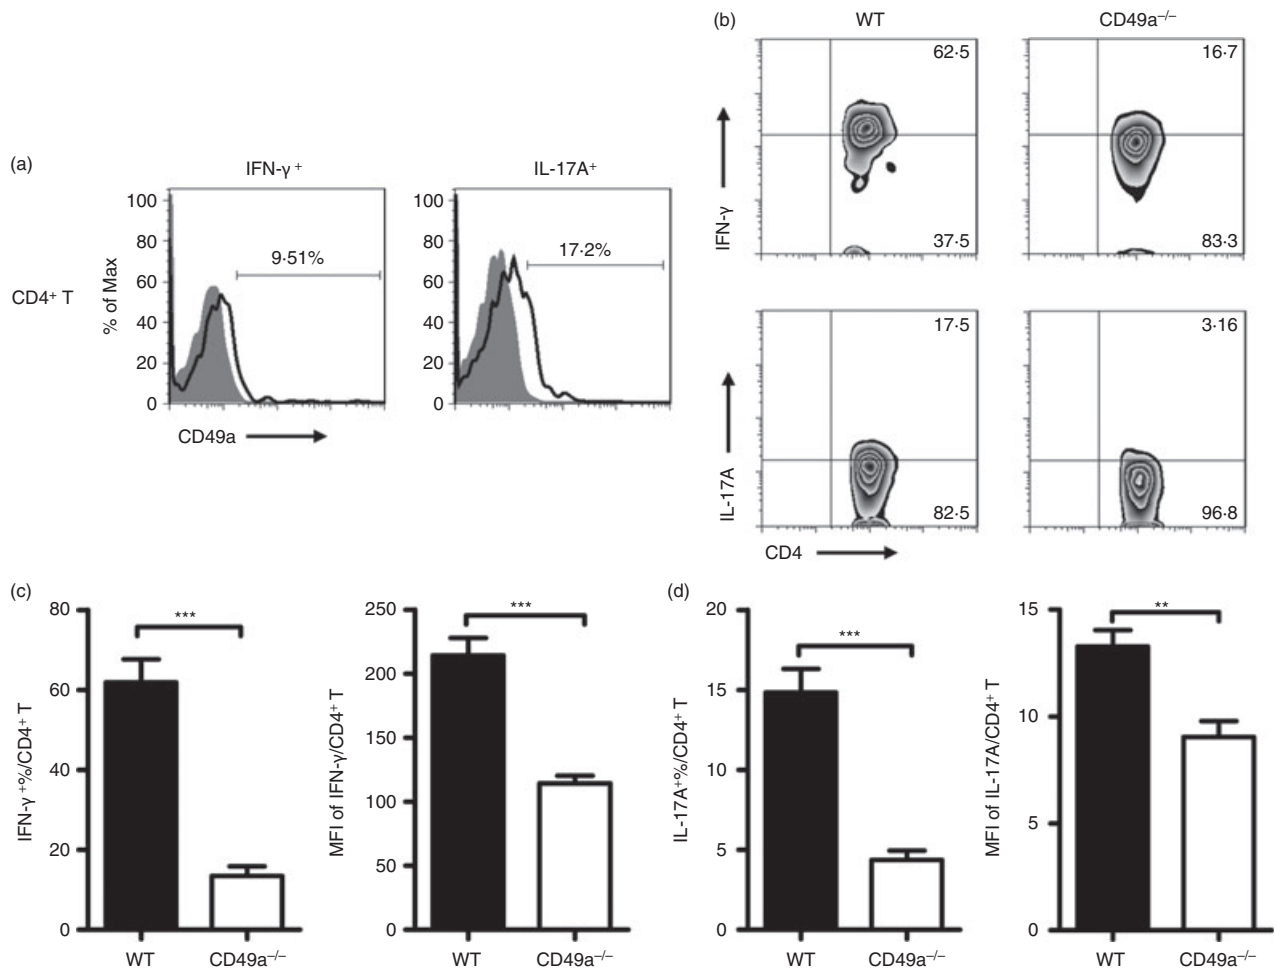 (a)
IFN-γ+
IL-17A+
CD4+ T
% of Max
100
80
60
40
20
0
9·51%
100
80
60
40
20
0
17·2%
CD49a
(b)
WT
CD49a–/–
IFN-γ
62·5
37·5
16·7
83·3
IL-17A
17·5
82·5
3·16
96·8
CD4
(c)
IFN-γ+%/CD4+ T
80
60
40
20
0
***
WT
CD49a–/–
MFI of IFN-γ/CD4+ T
250
200
150
100
50
0
***
WT
CD49a–/–
(d)
IL-17A+%/CD4+ T
20
15
10
5
0
***
WT
CD49a–/–
MFI of IL-17A/CD4+ T
15
10
5
0
**
WT
CD49a–/–